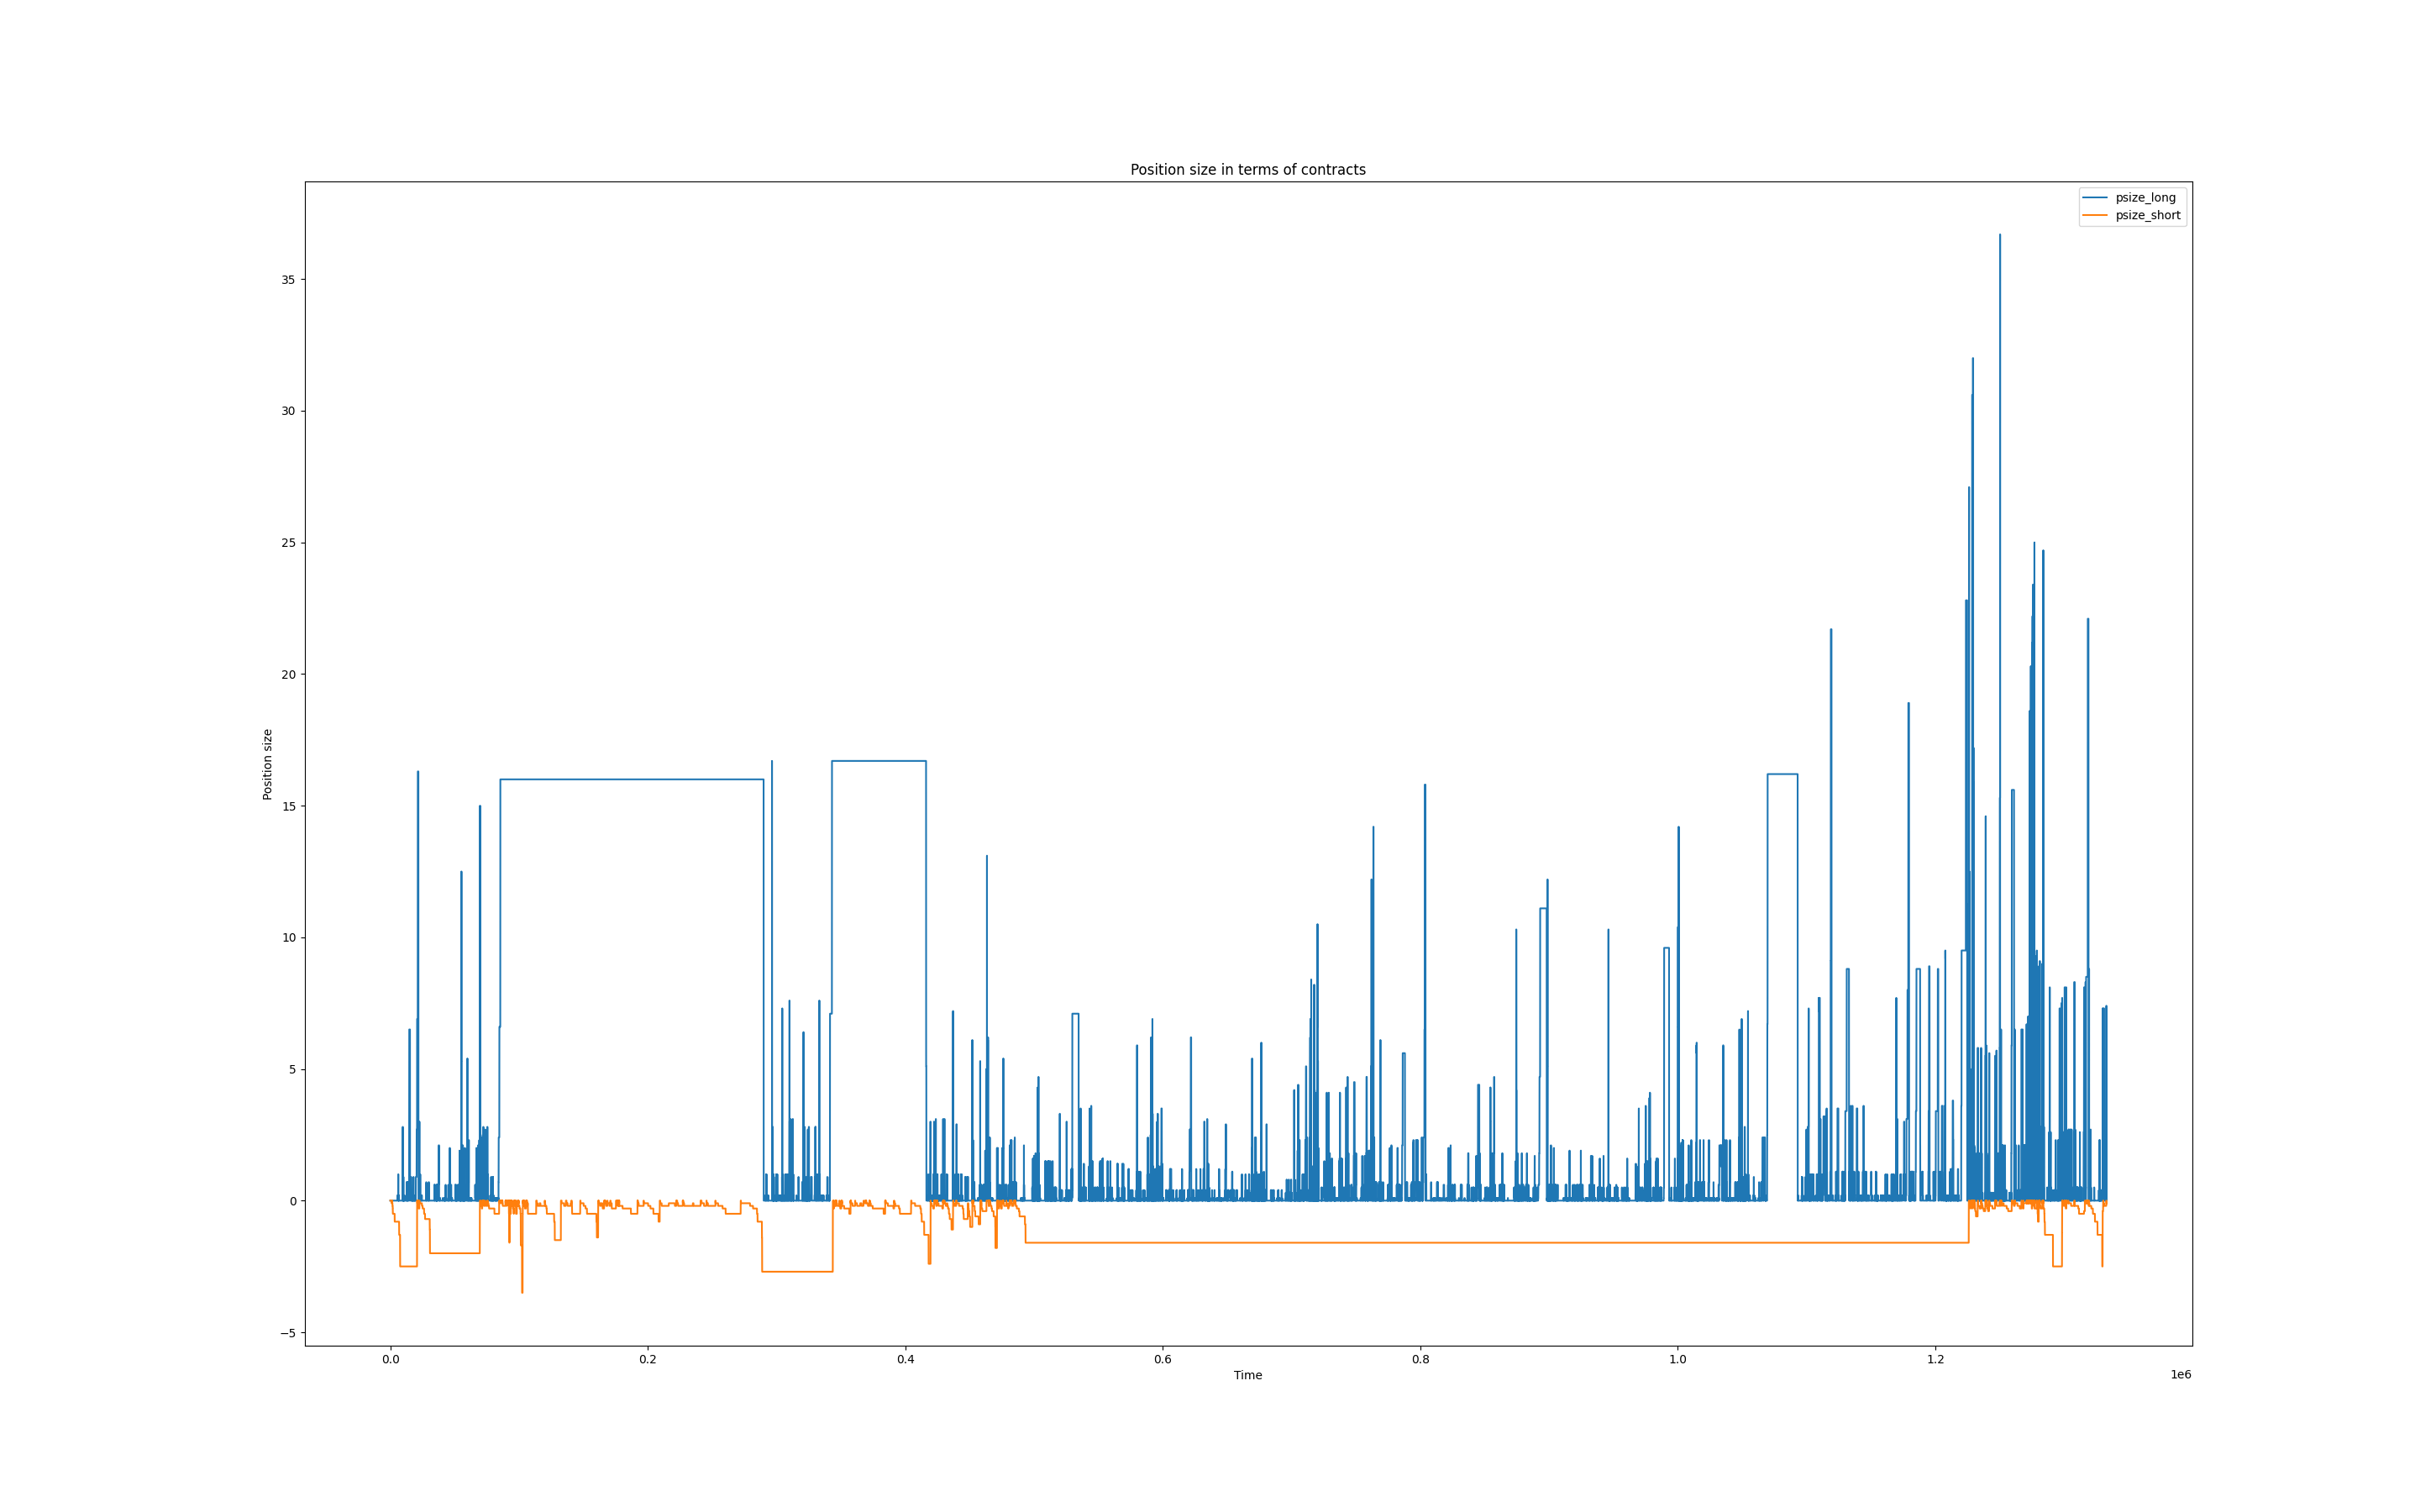 Position size in terms of contracts
psize_long
psize_short
35
30
25
20
15
10
5
0
−5
Position size
0.0 0.2 0.4 0.6 0.8 1.0 1.2
Time
1e6